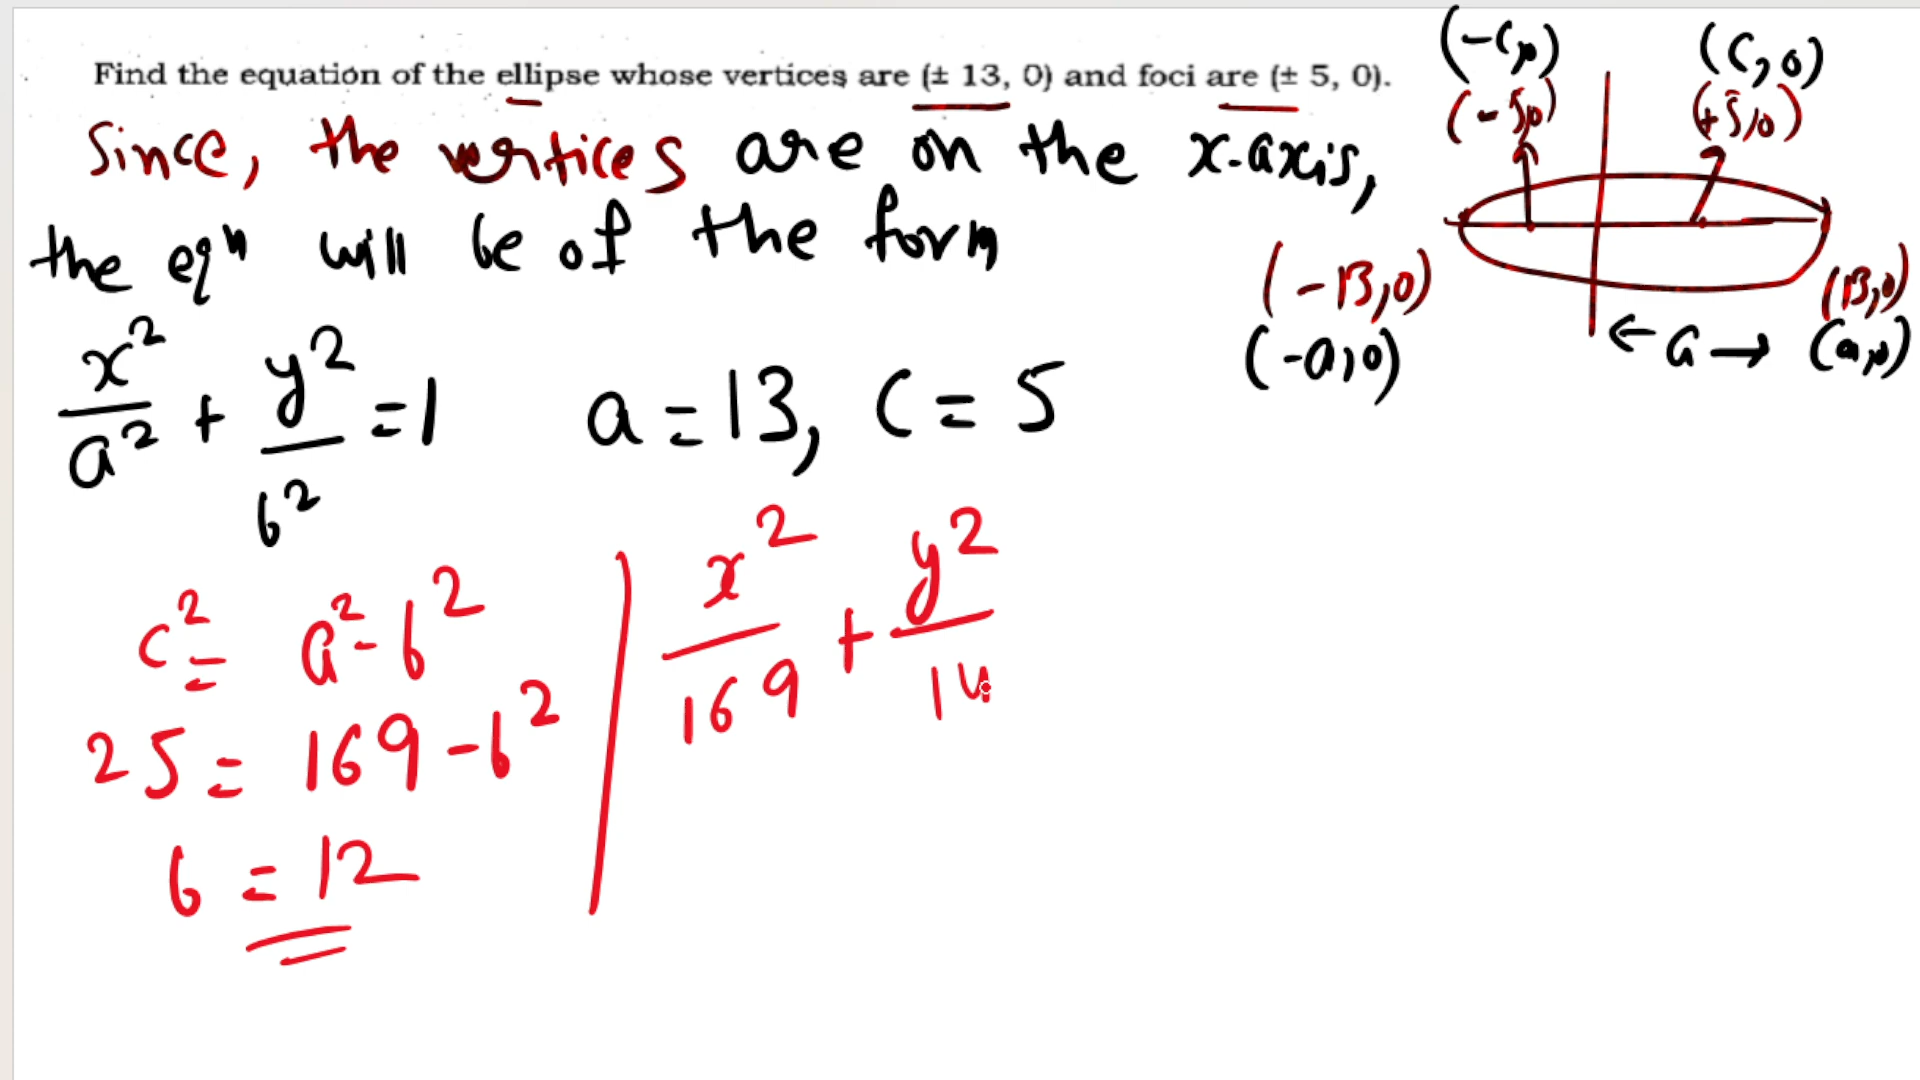 Find the equation of the ellipse whose vertices are (± 13, 0) and foci are (± 5, 0).
Since, the vertices are on the x-axis,
the eqⁿ will be of the form
x²/a² + y²/b² = 1
a = 13, c = 5
c² = a² - b²
25 = 169 - b²
b = 12
x²/169 + y²/14
(-c,0)
(c,0)
(-5,0)
(+5,0)
(-13,0)
(13,0)
(-a,0)
← a →
(a,0)